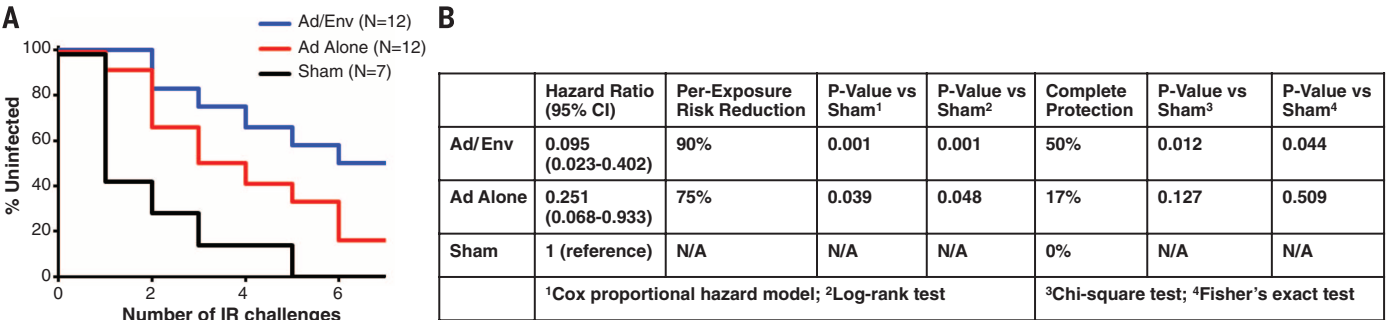 A
Ad/Env (N=12)
Ad Alone (N=12)
Sham (N=7)
100
80
60
40
20
0
% Uninfected
0 2 4 6
Number of IR challenges
B
Hazard Ratio (95% CI) Per-Exposure Risk Reduction P-Value vs Sham¹ P-Value vs Sham² Complete Protection P-Value vs Sham³ P-Value vs Sham⁴
Ad/Env 0.095 (0.023-0.402) 90% 0.001 0.001 50% 0.012 0.044
Ad Alone 0.251 (0.068-0.933) 75% 0.039 0.048 17% 0.127 0.509
Sham 1 (reference) N/A N/A N/A 0% N/A N/A
¹Cox proportional hazard model; ²Log-rank test ³Chi-square test; ⁴Fisher's exact test